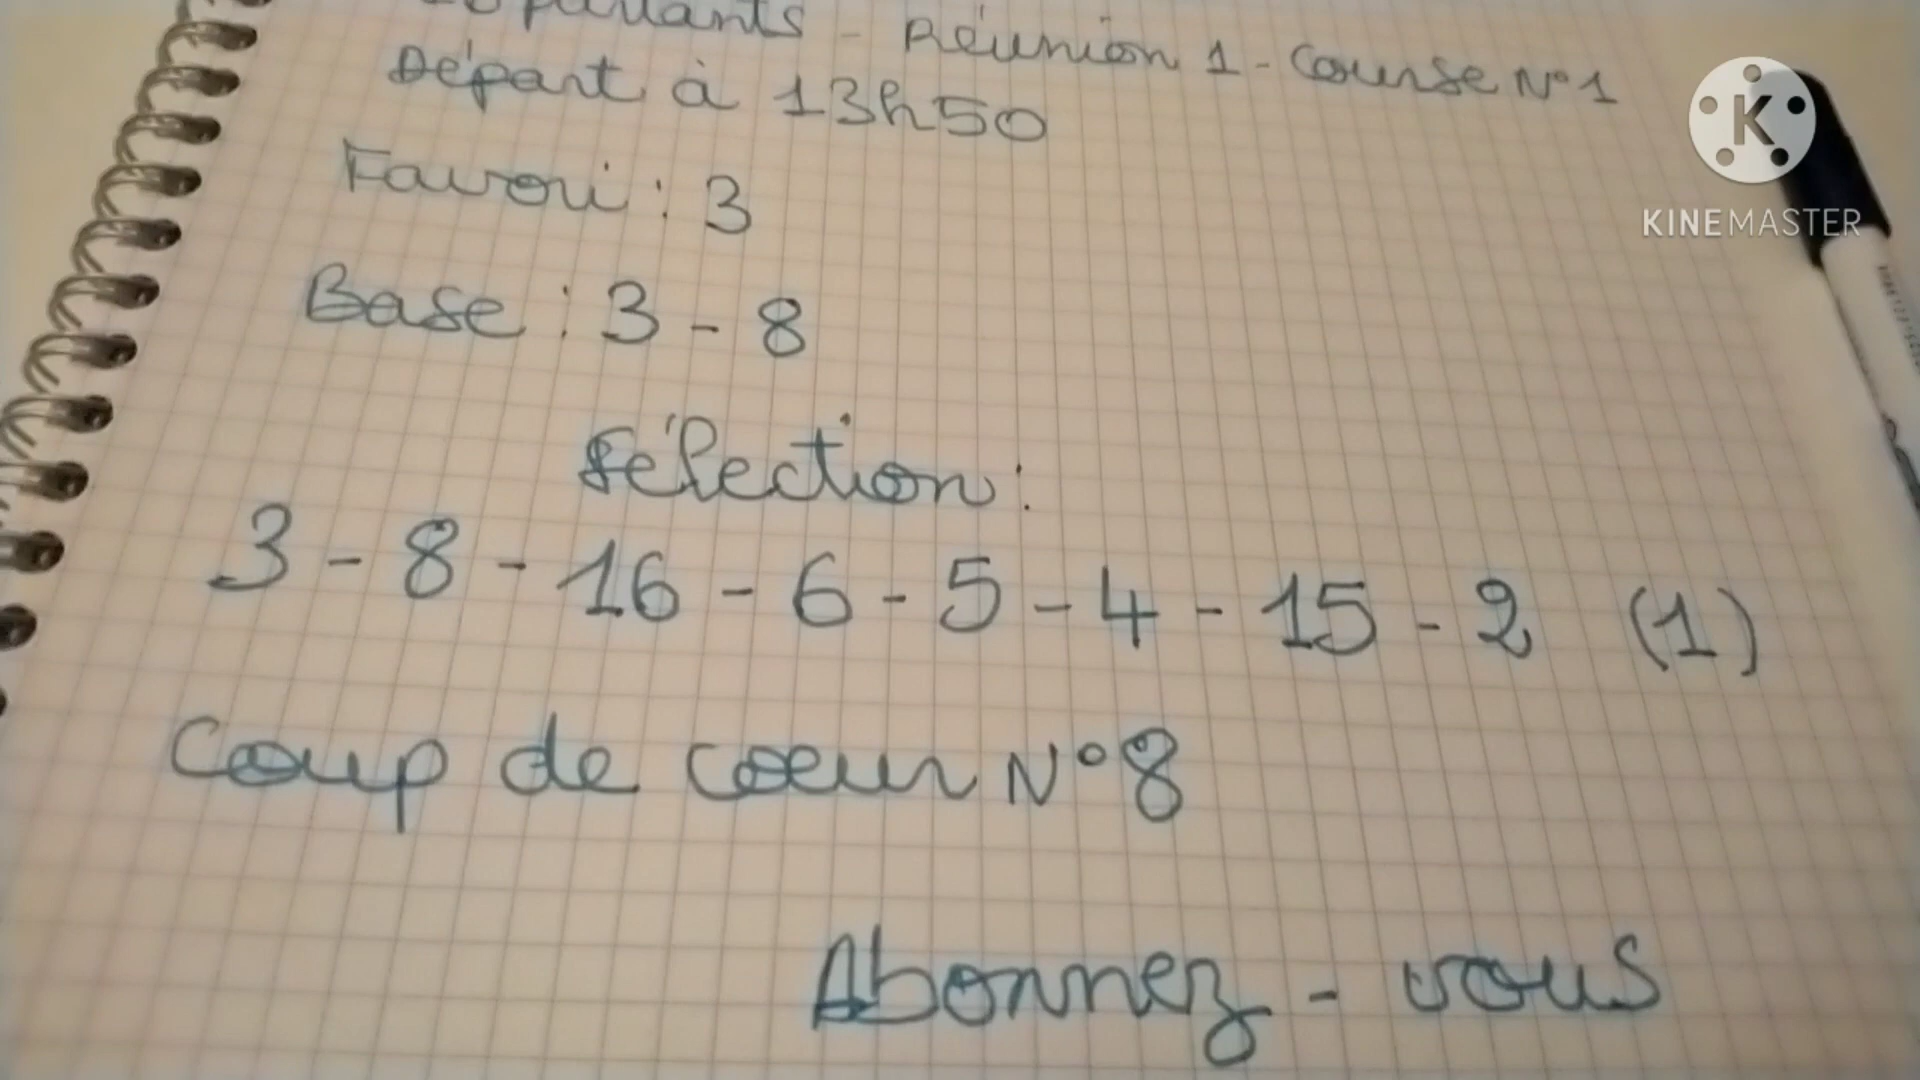 partants - Réunion 1 - Course N°1
Départ à 13h50
Favori : 3
Base : 3 - 8
Sélection :
3 - 8 - 16 - 6 - 5 - 4 - 15 - 2 (1)
Coup de coeur N°8
Abonnez - vous
K
KINEMASTER